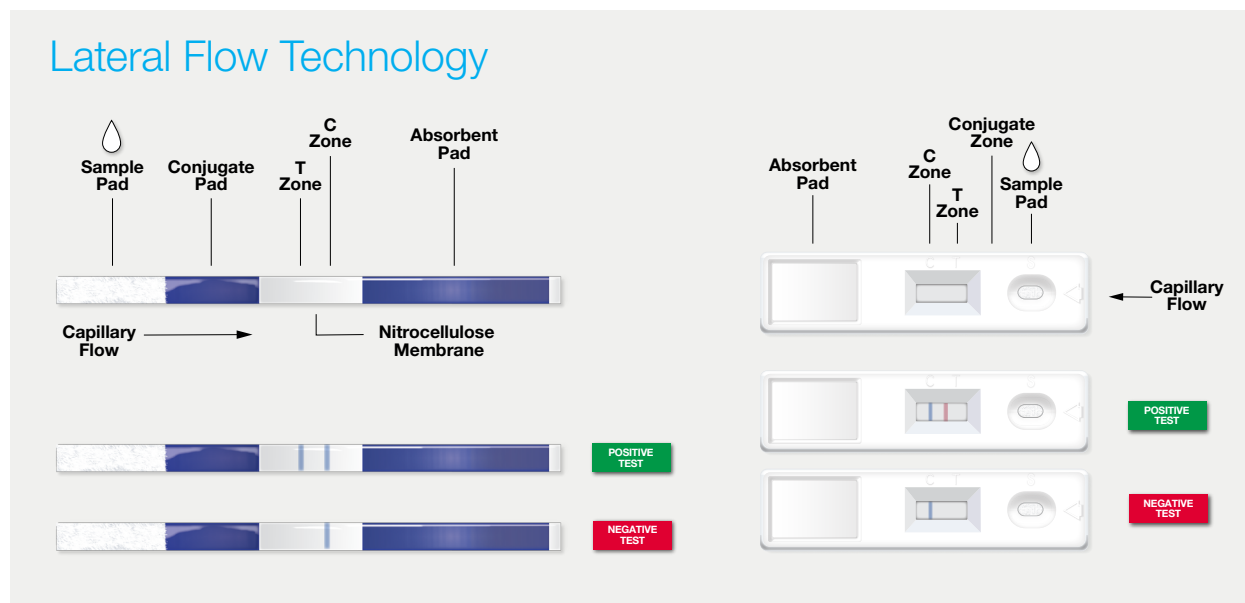 Lateral Flow Technology
C
Zone
Absorbent
Pad
Sample
Pad
Conjugate
Pad
T
Zone
Capillary
Flow
Nitrocellulose
Membrane
POSITIVE
TEST
NEGATIVE
TEST
Conjugate
Zone
Absorbent
Pad
C
Zone
T
Zone
Sample
Pad
C T S
Capillary
Flow
C T S
POSITIVE
TEST
C T S
NEGATIVE
TEST